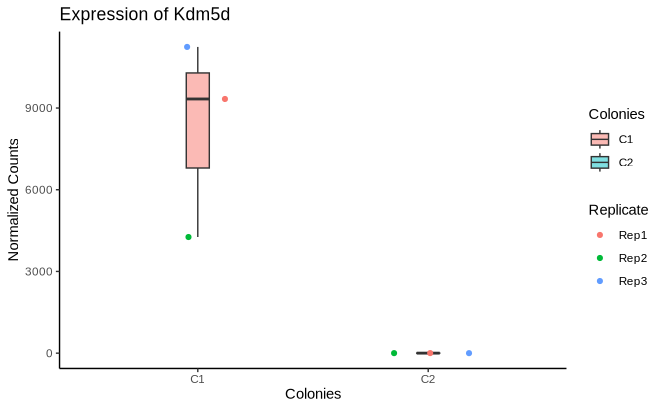 Expression of Kdm5d
Normalized Counts
9000
6000
3000
0
C1
C2
Colonies
Colonies
C1
C2
Replicate
Rep1
Rep2
Rep3